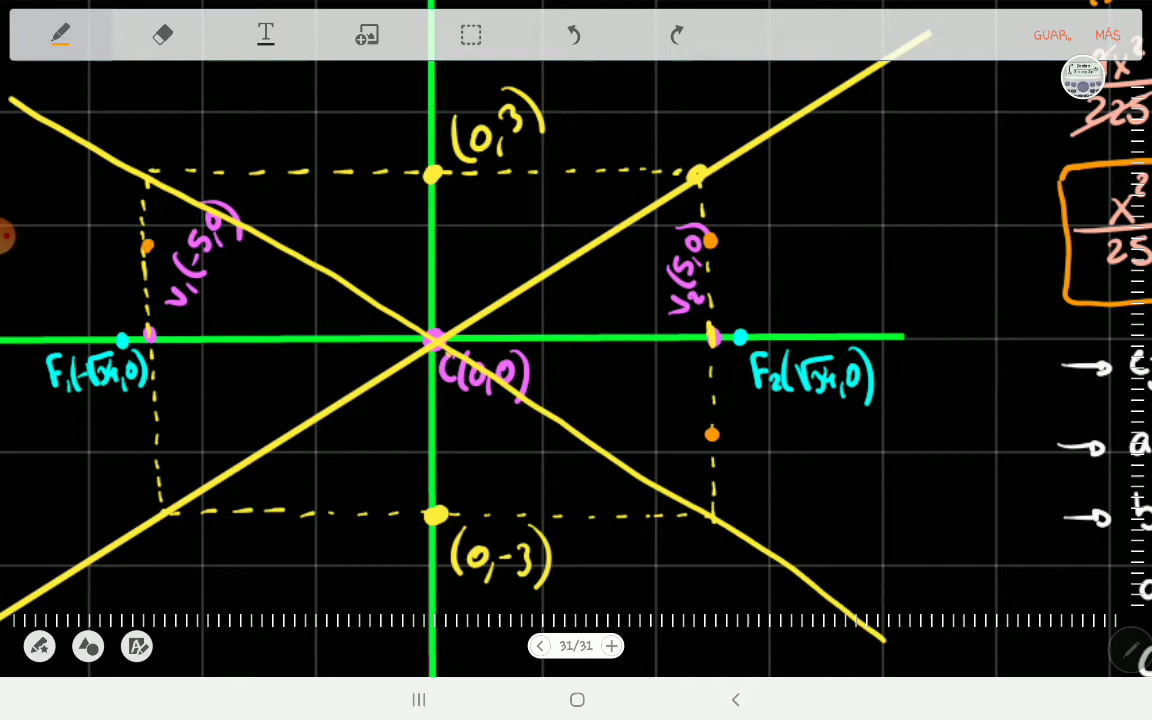 T
GUAR.
MÁS
(0,3)
225
V₁(-5,0)
V₂(5,0)
x²
25
F₁(-√34,0)
C(0,0)
F₂(√34,0)
(0,-3)
31/31